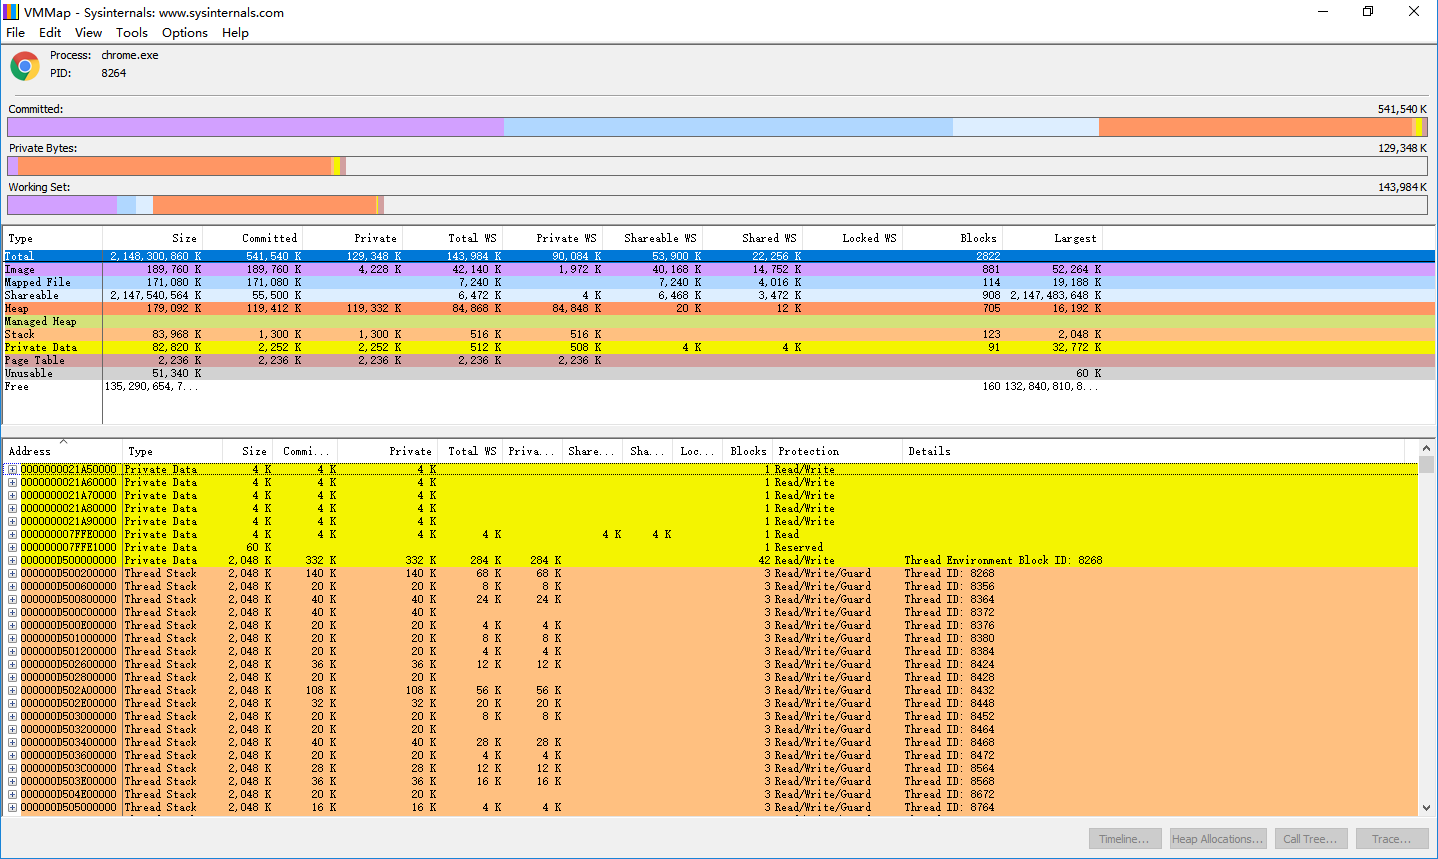 VMMap - Sysinternals: www.sysinternals.com
File Edit View Tools Options Help
Process: chrome.exe
PID: 8264
Committed: 541,540 K
Private Bytes: 129,348 K
Working Set: 143,984 K
Type Size Committed Private Total WS Private WS Shareable WS Shared WS Locked WS Blocks Largest
Total 2,148,300,860 K 541,540 K 129,348 K 143,984 K 90,084 K 53,900 K 22,256 K 2822
Image 189,760 K 189,760 K 4,228 K 42,140 K 1,972 K 40,168 K 14,752 K 881 52,264 K
Mapped File 171,080 K 171,080 K 7,240 K 7,240 K 4,016 K 114 19,188 K
Shareable 2,147,540,564 K 55,500 K 6,472 K 4 K 6,468 K 3,472 K 908 2,147,483,648 K
Heap 179,092 K 119,412 K 119,332 K 84,868 K 84,848 K 20 K 12 K 705 16,192 K
Managed Heap
Stack 83,968 K 1,300 K 1,300 K 516 K 516 K 123 2,048 K
Private Data 82,820 K 2,252 K 2,252 K 512 K 508 K 4 K 4 K 91 32,772 K
Page Table 2,236 K 2,236 K 2,236 K 2,236 K 2,236 K
Unusable 51,340 K 60 K
Free 135,290,654,7... 160 132,840,810,8...
Address Type Size Commi... Private Total WS Priva... Share... Sha... Loc... Blocks Protection Details
0000000021A50000 Private Data 4 K 4 K 4 K 1 Read/Write
0000000021A60000 Private Data 4 K 4 K 4 K 1 Read/Write
0000000021A70000 Private Data 4 K 4 K 4 K 1 Read/Write
0000000021A80000 Private Data 4 K 4 K 4 K 1 Read/Write
0000000021A90000 Private Data 4 K 4 K 4 K 1 Read/Write
000000007FFE0000 Private Data 4 K 4 K 4 K 4 K 4 K 4 K 1 Read
000000007FFE1000 Private Data 60 K 1 Reserved
000000D500000000 Private Data 2,048 K 332 K 332 K 284 K 284 K 42 Read/Write Thread Environment Block ID: 8268
000000D500200000 Thread Stack 2,048 K 140 K 140 K 68 K 68 K 3 Read/Write/Guard Thread ID: 8268
000000D500600000 Thread Stack 2,048 K 20 K 20 K 8 K 8 K 3 Read/Write/Guard Thread ID: 8356
000000D500800000 Thread Stack 2,048 K 40 K 40 K 24 K 24 K 3 Read/Write/Guard Thread ID: 8364
000000D500C00000 Thread Stack 2,048 K 40 K 40 K 3 Read/Write/Guard Thread ID: 8372
000000D500E00000 Thread Stack 2,048 K 20 K 20 K 4 K 4 K 3 Read/Write/Guard Thread ID: 8376
000000D501000000 Thread Stack 2,048 K 20 K 20 K 8 K 8 K 3 Read/Write/Guard Thread ID: 8380
000000D501200000 Thread Stack 2,048 K 20 K 20 K 4 K 4 K 3 Read/Write/Guard Thread ID: 8384
000000D502600000 Thread Stack 2,048 K 36 K 36 K 12 K 12 K 3 Read/Write/Guard Thread ID: 8424
000000D502800000 Thread Stack 2,048 K 20 K 20 K 3 Read/Write/Guard Thread ID: 8428
000000D502A00000 Thread Stack 2,048 K 108 K 108 K 56 K 56 K 3 Read/Write/Guard Thread ID: 8432
000000D502E00000 Thread Stack 2,048 K 32 K 32 K 20 K 20 K 3 Read/Write/Guard Thread ID: 8448
000000D503000000 Thread Stack 2,048 K 20 K 20 K 8 K 8 K 3 Read/Write/Guard Thread ID: 8452
000000D503200000 Thread Stack 2,048 K 20 K 20 K 3 Read/Write/Guard Thread ID: 8464
000000D503400000 Thread Stack 2,048 K 40 K 40 K 28 K 28 K 3 Read/Write/Guard Thread ID: 8468
000000D503600000 Thread Stack 2,048 K 20 K 20 K 4 K 4 K 3 Read/Write/Guard Thread ID: 8472
000000D503C00000 Thread Stack 2,048 K 28 K 28 K 12 K 12 K 3 Read/Write/Guard Thread ID: 8564
000000D503E00000 Thread Stack 2,048 K 36 K 36 K 16 K 16 K 3 Read/Write/Guard Thread ID: 8568
000000D504E00000 Thread Stack 2,048 K 20 K 20 K 3 Read/Write/Guard Thread ID: 8672
000000D505000000 Thread Stack 2,048 K 16 K 16 K 4 K 4 K 3 Read/Write/Guard Thread ID: 8764
Timeline... Heap Allocations... Call Tree... Trace...